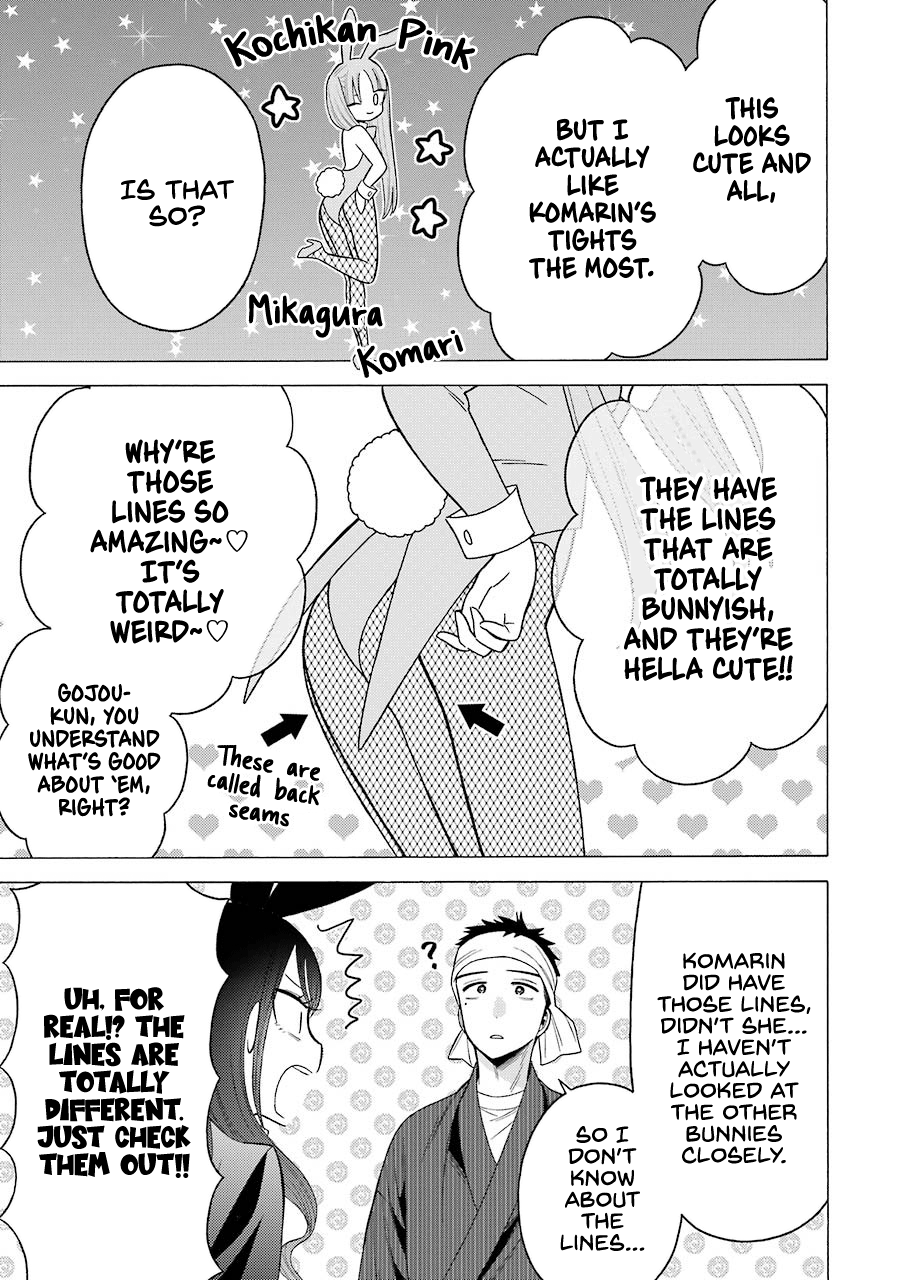 THIS
LOOKS
CUTE AND
ALL,
BUT I
ACTUALLY
LIKE
KOMARIN'S
TIGHTS
THE MOST.
Kochikan Pink
Mikagura
Komari
IS THAT
SO?
THEY HAVE
THE LINES
THAT ARE
TOTALLY
BUNNYISH,
AND THEY'RE
HELLA CUTE!!
WHY'RE
THOSE
LINES SO
AMAZING~♡
IT'S
TOTALLY
WEIRD~♡
GOJOU-
KUN, YOU
UNDERSTAND
WHAT'S GOOD
ABOUT 'EM,
RIGHT?
These are
called back
seams
KOMARIN
DID HAVE
THOSE LINES,
DIDN'T SHE...
I HAVEN'T
ACTUALLY
LOOKED AT
THE OTHER
BUNNIES
CLOSELY.
SO I
DON'T
KNOW
ABOUT
THE
LINES...
?
UH. FOR
REAL!? THE
LINES ARE
TOTALLY
DIFFERENT.
JUST CHECK
THEM OUT!!